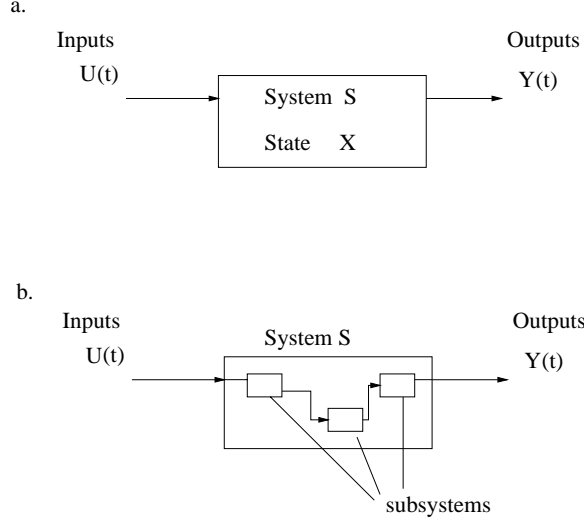 a.
Inputs
Outputs
U(t)
Y(t)
System S
State X
b.
Inputs
Outputs
System S
U(t)
Y(t)
subsystems